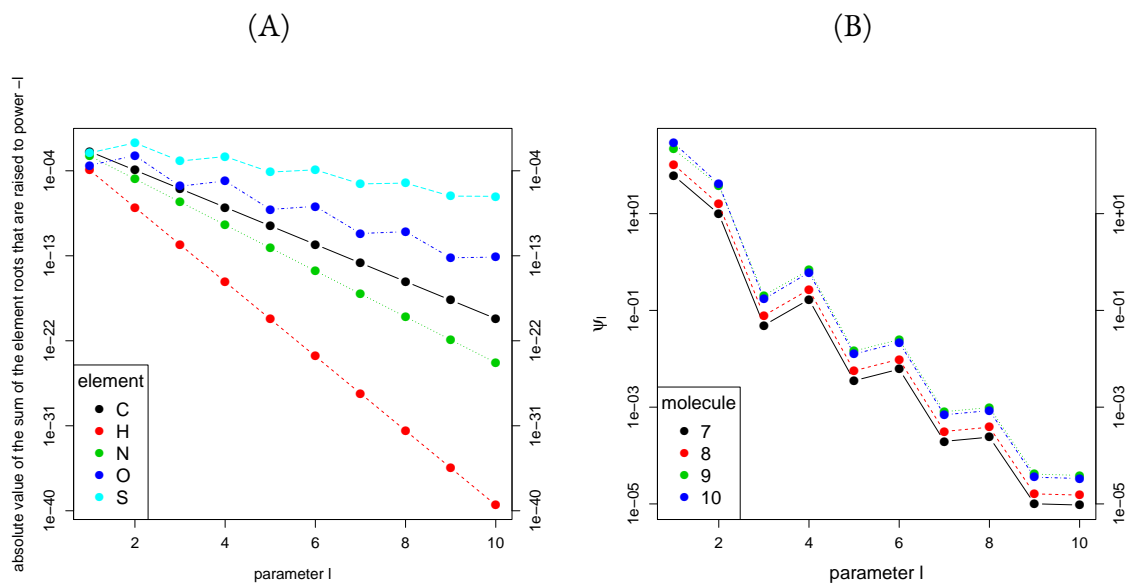 (A)
absolute value of the sum of the element roots that are raised to power −l
1e−04
1e−13
1e−22
1e−31
1e−40
1e−04
1e−13
1e−22
1e−31
1e−40
element
C
H
N
O
S
2 4 6 8 10
parameter l
(B)
ψl
1e+01
1e−01
1e−03
1e−05
1e+01
1e−01
1e−03
1e−05
molecule
7
8
9
10
2 4 6 8 10
parameter l